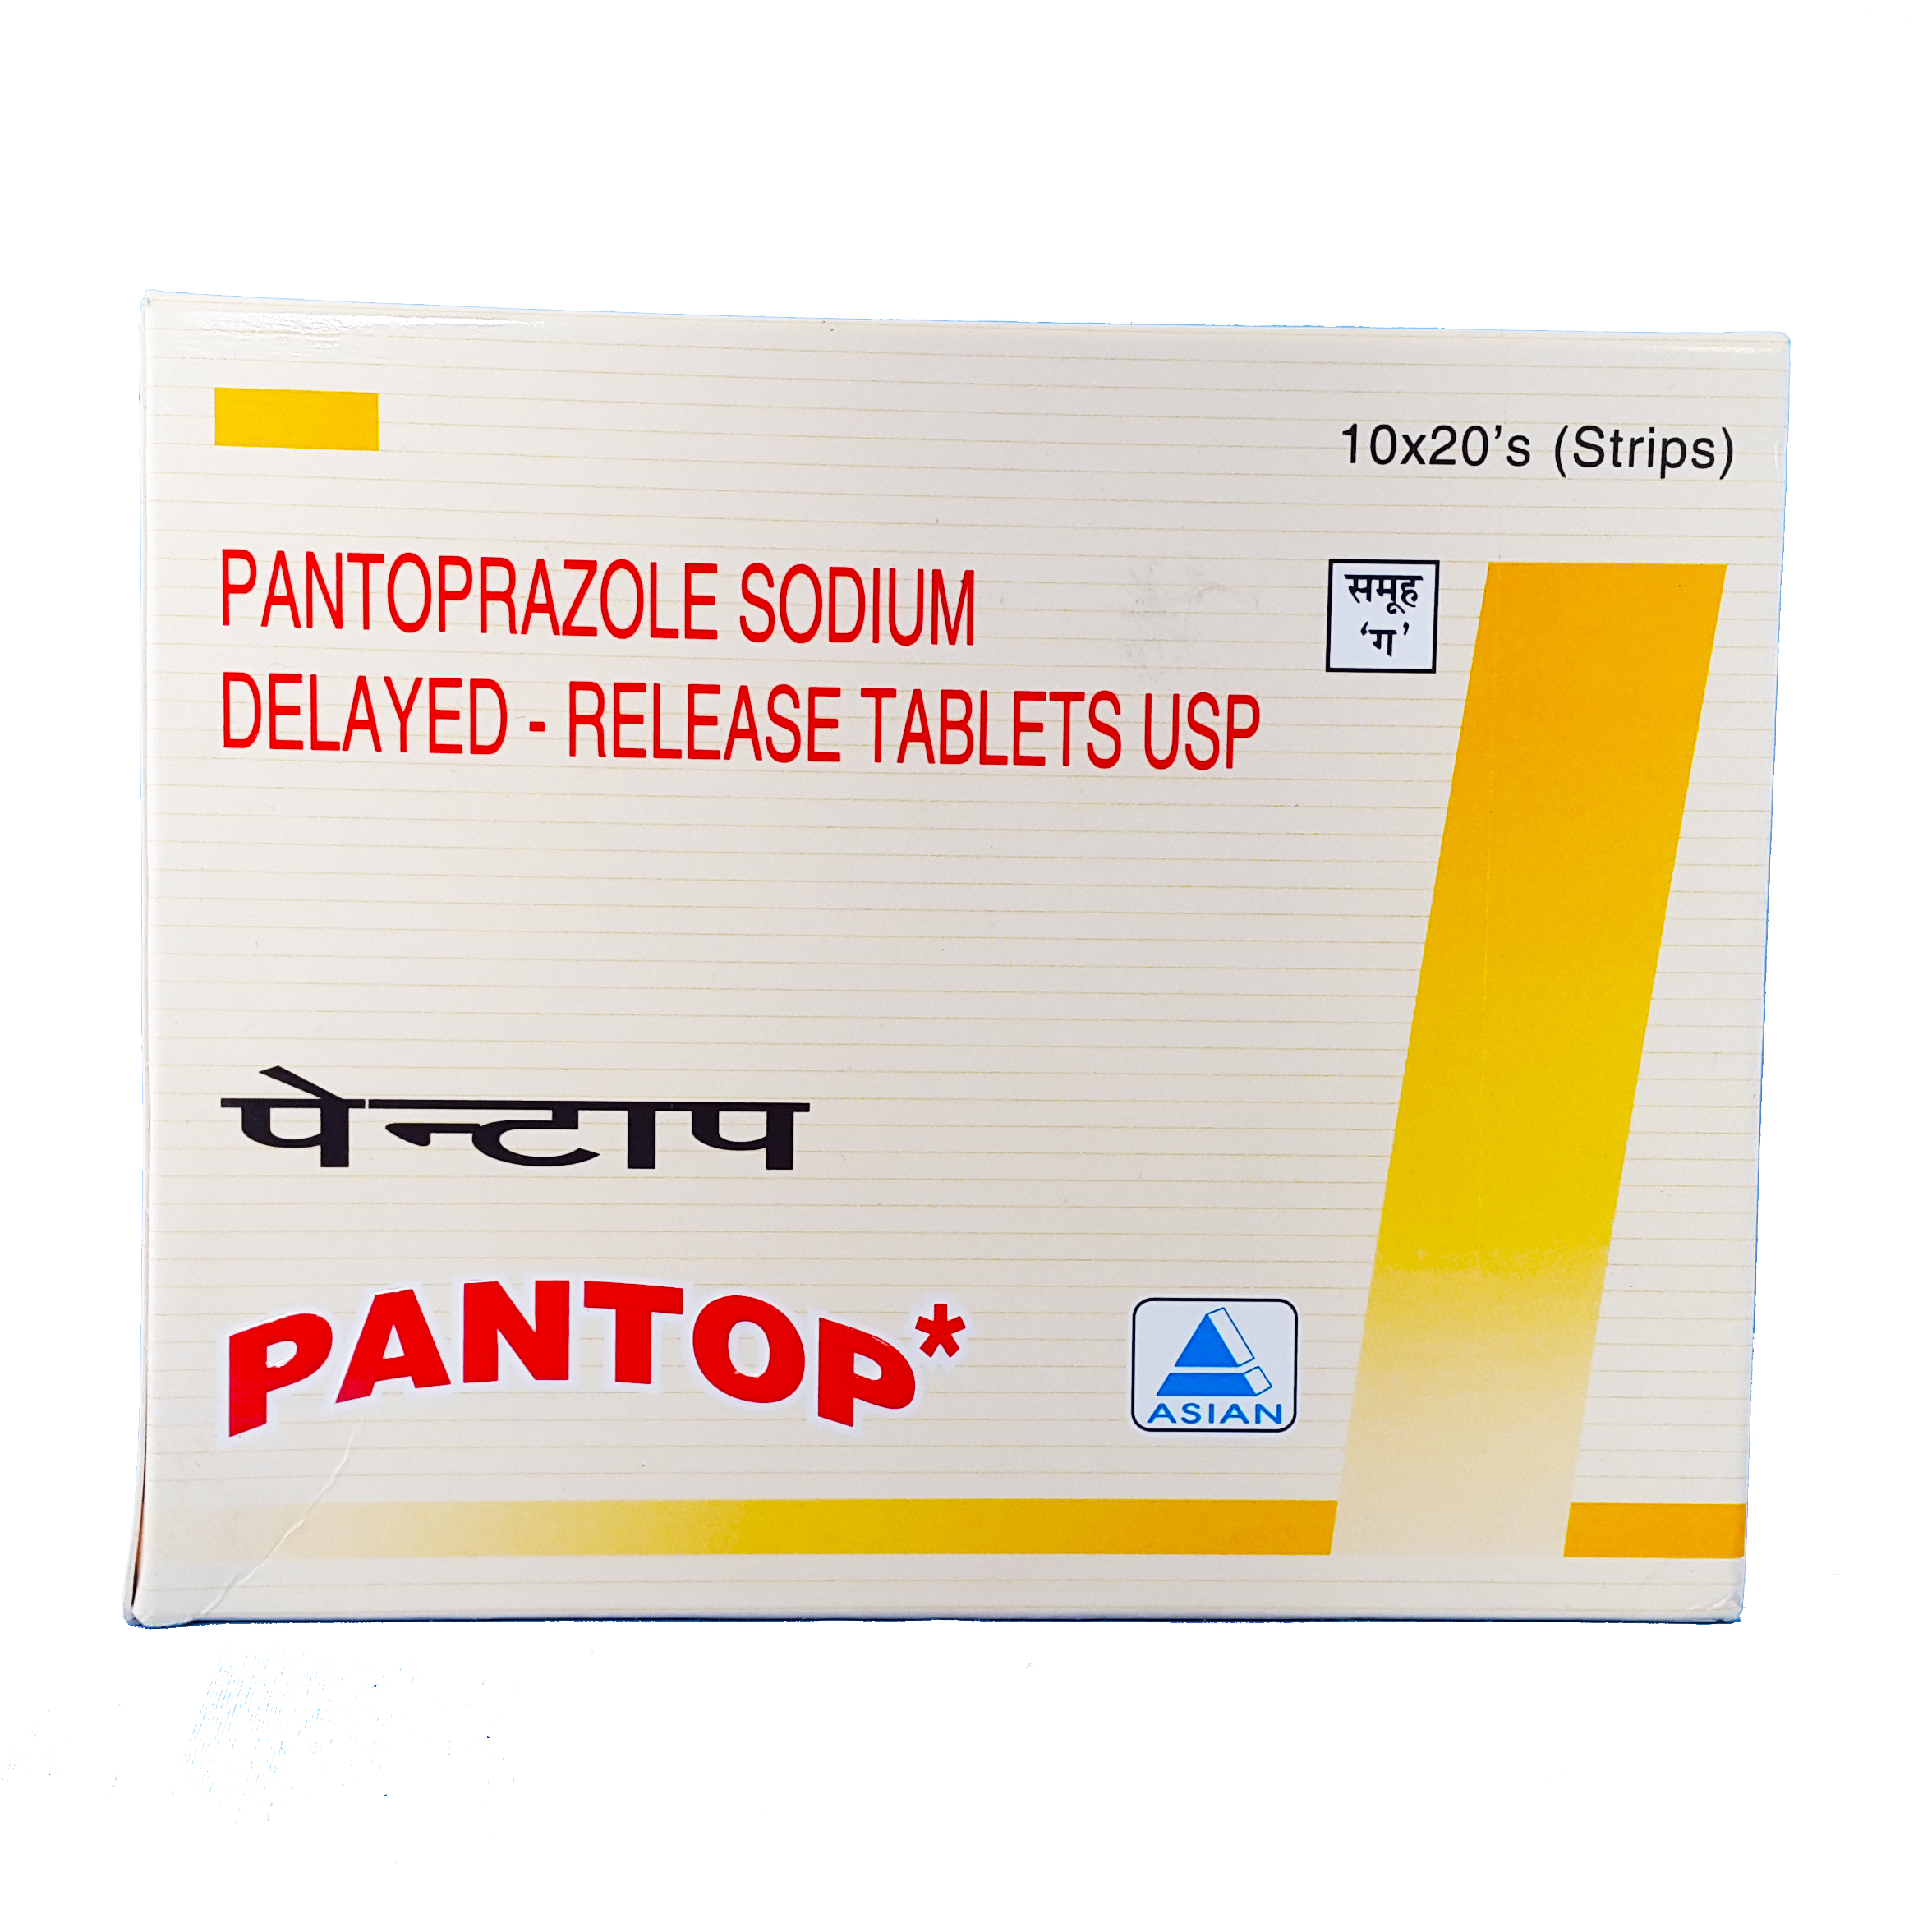 10x20's (Strips)
PANTOPRAZOLE SODIUM
DELAYED - RELEASE TABLETS USP
समूह
'ग'
पेन्टाप
PANTOP*
ASIAN